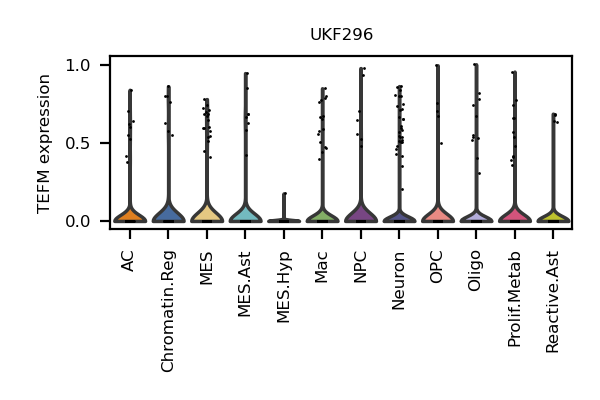 UKF296
TEFM expression
1.0
0.5
0.0
AC
Chromatin.Reg
MES
MES.Ast
MES.Hyp
Mac
NPC
Neuron
OPC
Oligo
Prolif.Metab
Reactive.Ast